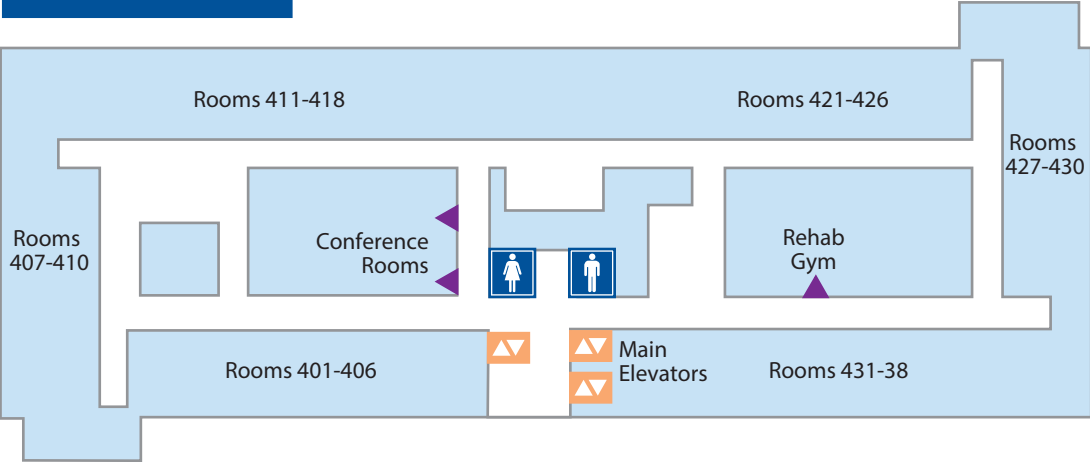 Rooms 411-418
Rooms 421-426
Rooms
427-430
Rooms
407-410
Conference
Rooms
Rehab
Gym
Rooms 401-406
Main
Elevators
Rooms 431-38